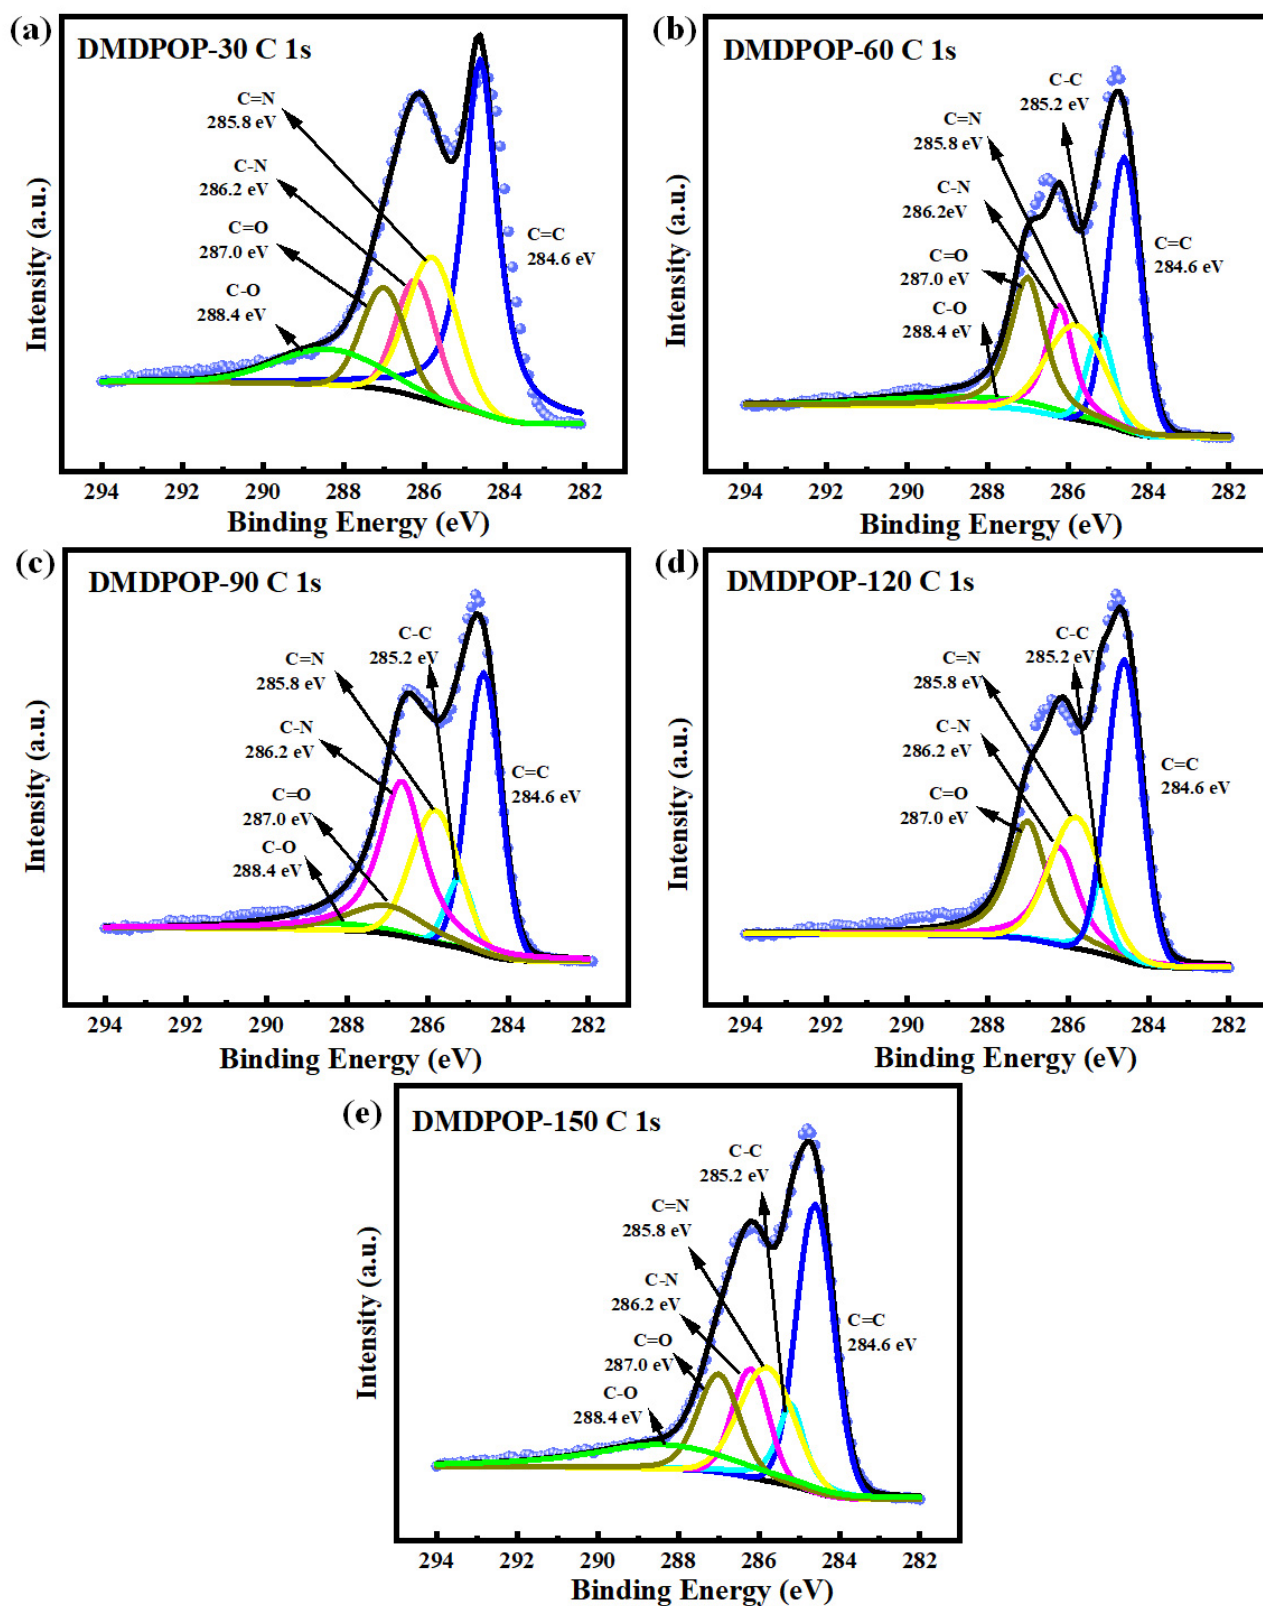 (a)
DMDPOP-30 C 1s
C=N
285.8 eV
C-N
286.2 eV
C=O
287.0 eV
C-O
288.4 eV
C=C
284.6 eV
Intensity (a.u.)
294 292 290 288 286 284 282
Binding Energy (eV)
(b)
DMDPOP-60 C 1s
C-C
285.2 eV
C=N
285.8 eV
C-N
286.2eV
C=O
287.0 eV
C-O
288.4 eV
C=C
284.6 eV
Intensity (a.u.)
294 292 290 288 286 284 282
Binding Energy (eV)
(c)
DMDPOP-90 C 1s
C-C
285.2 eV
C=N
285.8 eV
C-N
286.2 eV
C=O
287.0 eV
C-O
288.4 eV
C=C
284.6 eV
Intensity (a.u.)
294 292 290 288 286 284 282
Binding Energy (eV)
(d)
DMDPOP-120 C 1s
C-C
285.2 eV
C=N
285.8 eV
C-N
286.2 eV
C=O
287.0 eV
C=C
284.6 eV
Intensity (a.u.)
294 292 290 288 286 284 282
Binding Energy (eV)
(e)
DMDPOP-150 C 1s
C-C
285.2 eV
C=N
285.8 eV
C-N
286.2 eV
C=O
287.0 eV
C-O
288.4 eV
C=C
284.6 eV
Intensity (a.u.)
294 292 290 288 286 284 282
Binding Energy (eV)